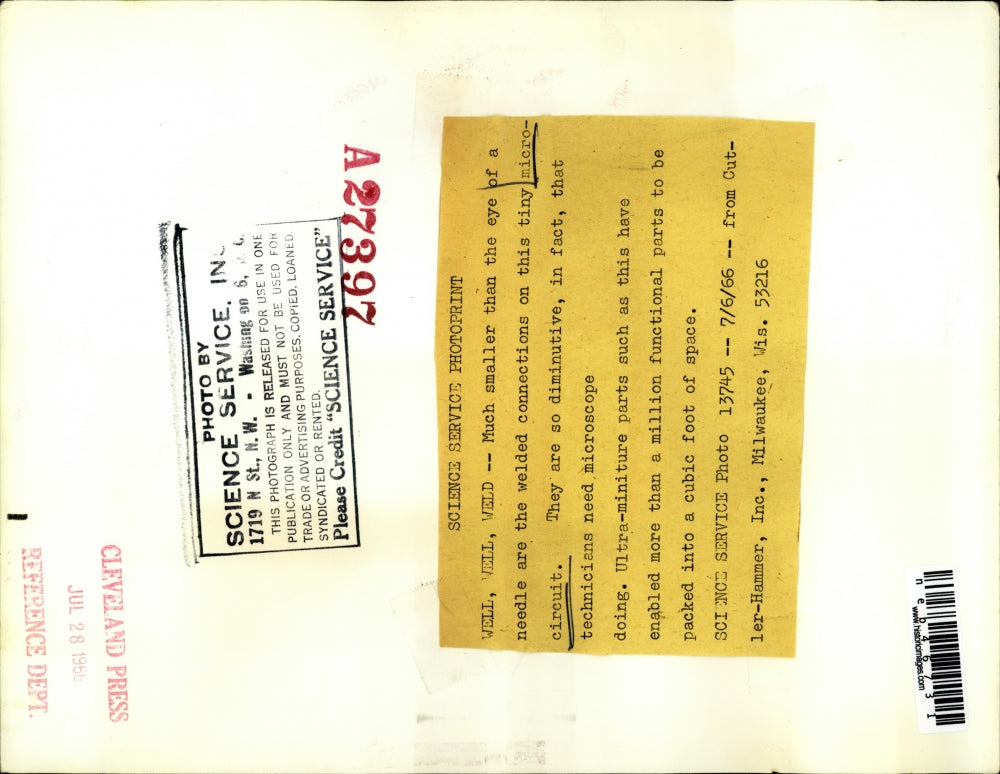 SCIENCE SERVICE PHOTOPRINT
WELL, WELL, WELD -- Much smaller than the eye of a
needle are the welded connections on this tiny micro-
circuit. They are so diminutive, in fact, that
technicians need microscope
doing. Ultra-miniture parts such as this have
enabled more than a million functional parts to be
packed into a cubic foot of space.
SCIENCE SERVICE Photo 13745 -- 7/6/66 -- from Cut-
ler-Hammer, Inc., Milwaukee, Wis. 53216
PHOTO BY
SCIENCE SERVICE, INC
1719 N St., N.W. - Washing on 6,
THIS PHOTOGRAPH IS RELEASED FOR USE IN ONE
PUBLICATION ONLY AND MUST NOT BE USED FOR
TRADE OR ADVERTISING PURPOSES, COPIED, LOANED
SYNDICATED OR RENTED.
Please Credit "SCIENCE SERVICE"
A27397
CLEVELAND PRESS
JUL 28 1966
REFERENCE DEPT.
www.historicimages.com